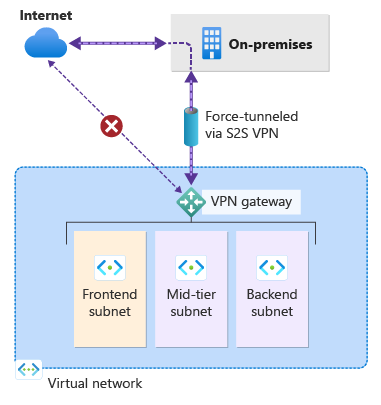 Internet
On-premises
Force-tunneled
via S2S VPN
VPN gateway
Frontend
subnet
Mid-tier
subnet
Backend
subnet
Virtual network